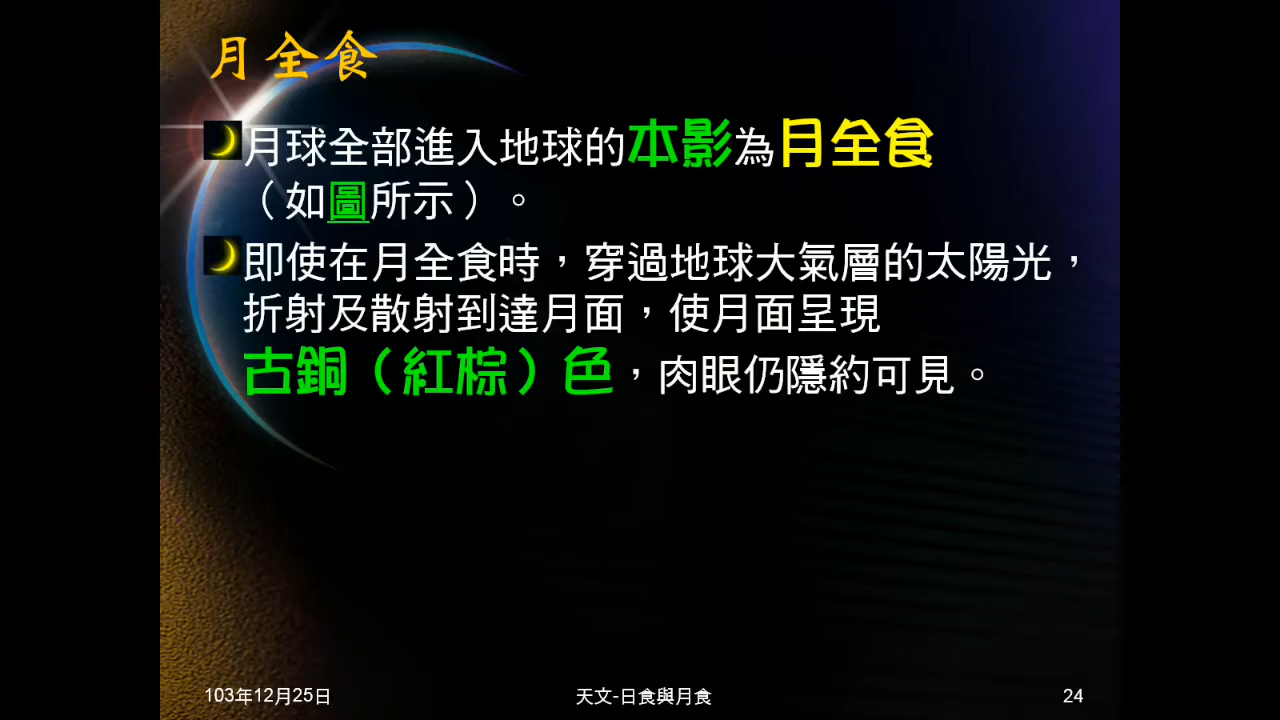 月全食
月球全部進入地球的本影為月全食
（如圖所示）。
即使在月全食時，穿過地球大氣層的太陽光，
折射及散射到達月面，使月面呈現
古銅（紅棕）色，肉眼仍隱約可見。
103年12月25日
天文-日食與月食
24